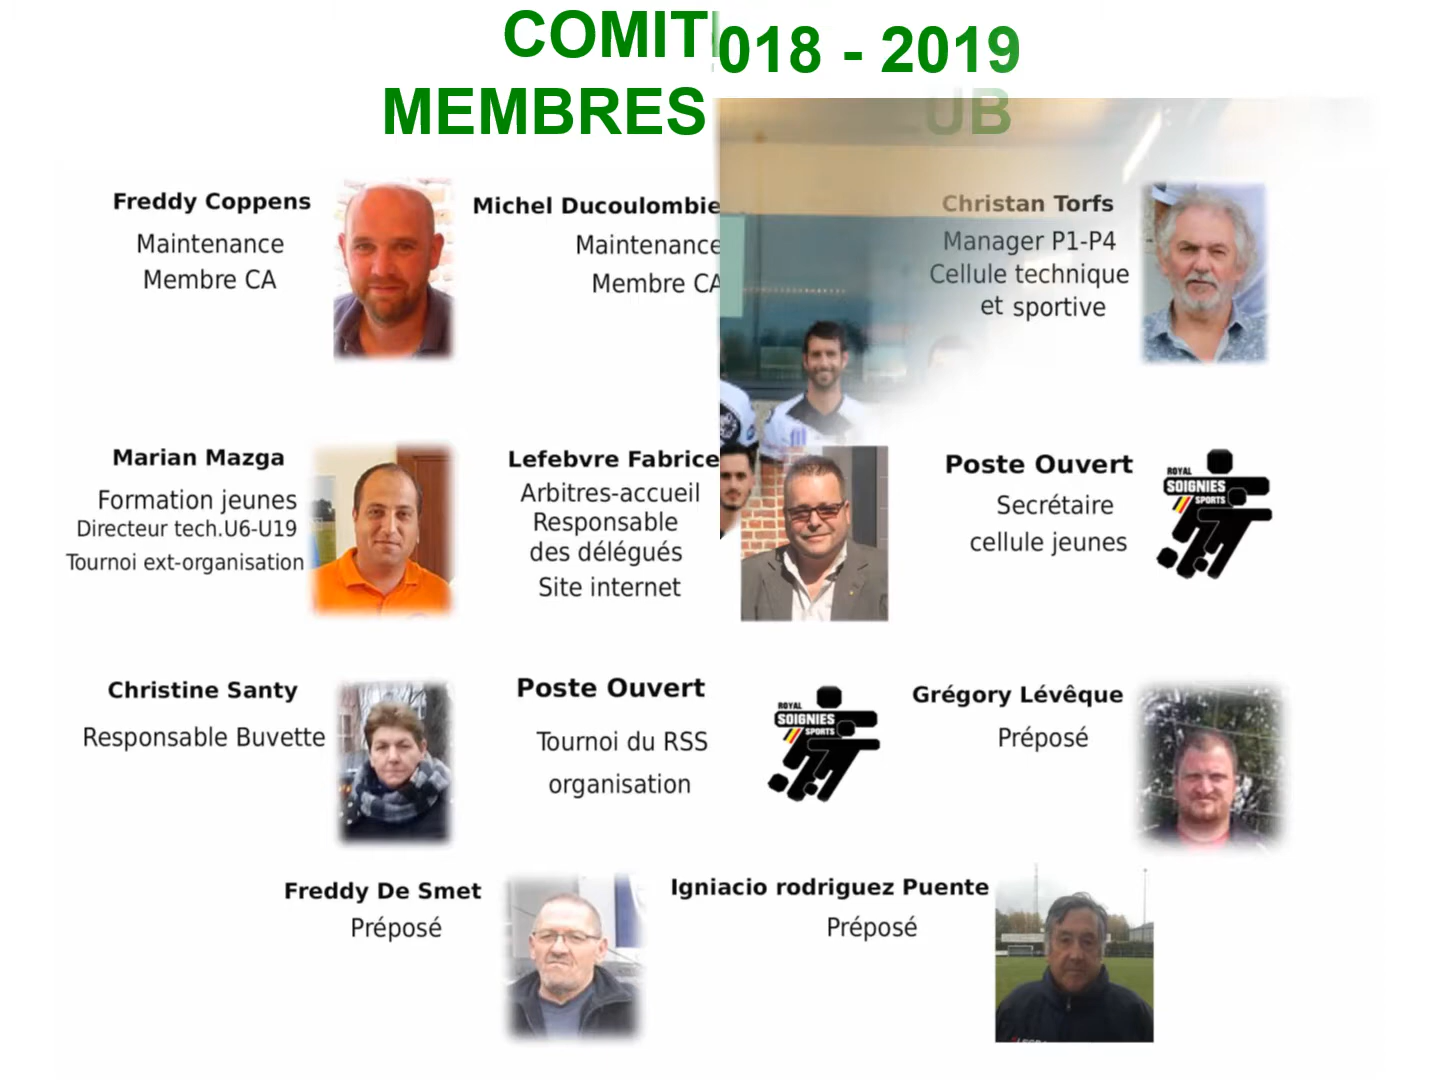 COMIT 018 - 2019
MEMBRES UB
Freddy Coppens
Maintenance
Membre CA
Michel Ducoulombie
Maintenance
Membre CA
Christan Torfs
Manager P1-P4
Cellule technique
et sportive
Marian Mazga
Formation jeunes
Directeur tech.U6-U19
Tournoi ext-organisation
Lefebvre Fabrice
Arbitres-accueil
Responsable
des délégués
Site internet
Poste Ouvert
Secrétaire
cellule jeunes
ROYAL
SOIGNIES
SPORTS
Christine Santy
Responsable Buvette
Poste Ouvert
Tournoi du RSS
organisation
ROYAL
SOIGNIES
SPORTS
Grégory Lévêque
Préposé
Freddy De Smet
Préposé
Igniacio rodriguez Puente
Préposé